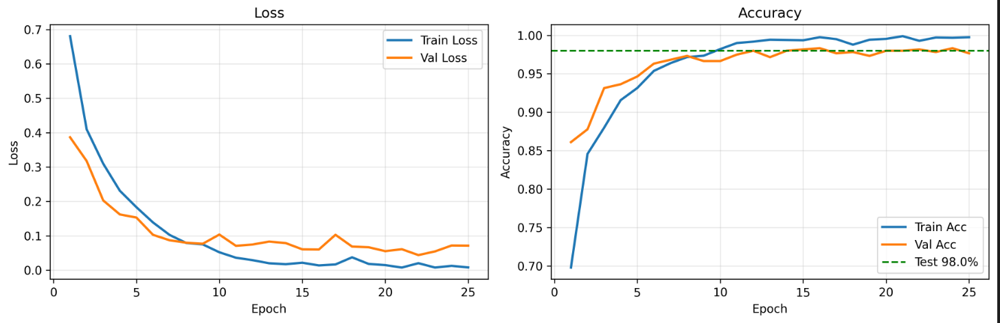 Loss
Accuracy
0.7
0.6
0.5
0.4
0.3
0.2
0.1
0.0
Loss
Train Loss
Val Loss
0 5 10 15 20 25
Epoch
1.00
0.95
0.90
0.85
0.80
0.75
0.70
Accuracy
Train Acc
Val Acc
Test 98.0%
0 5 10 15 20 25
Epoch